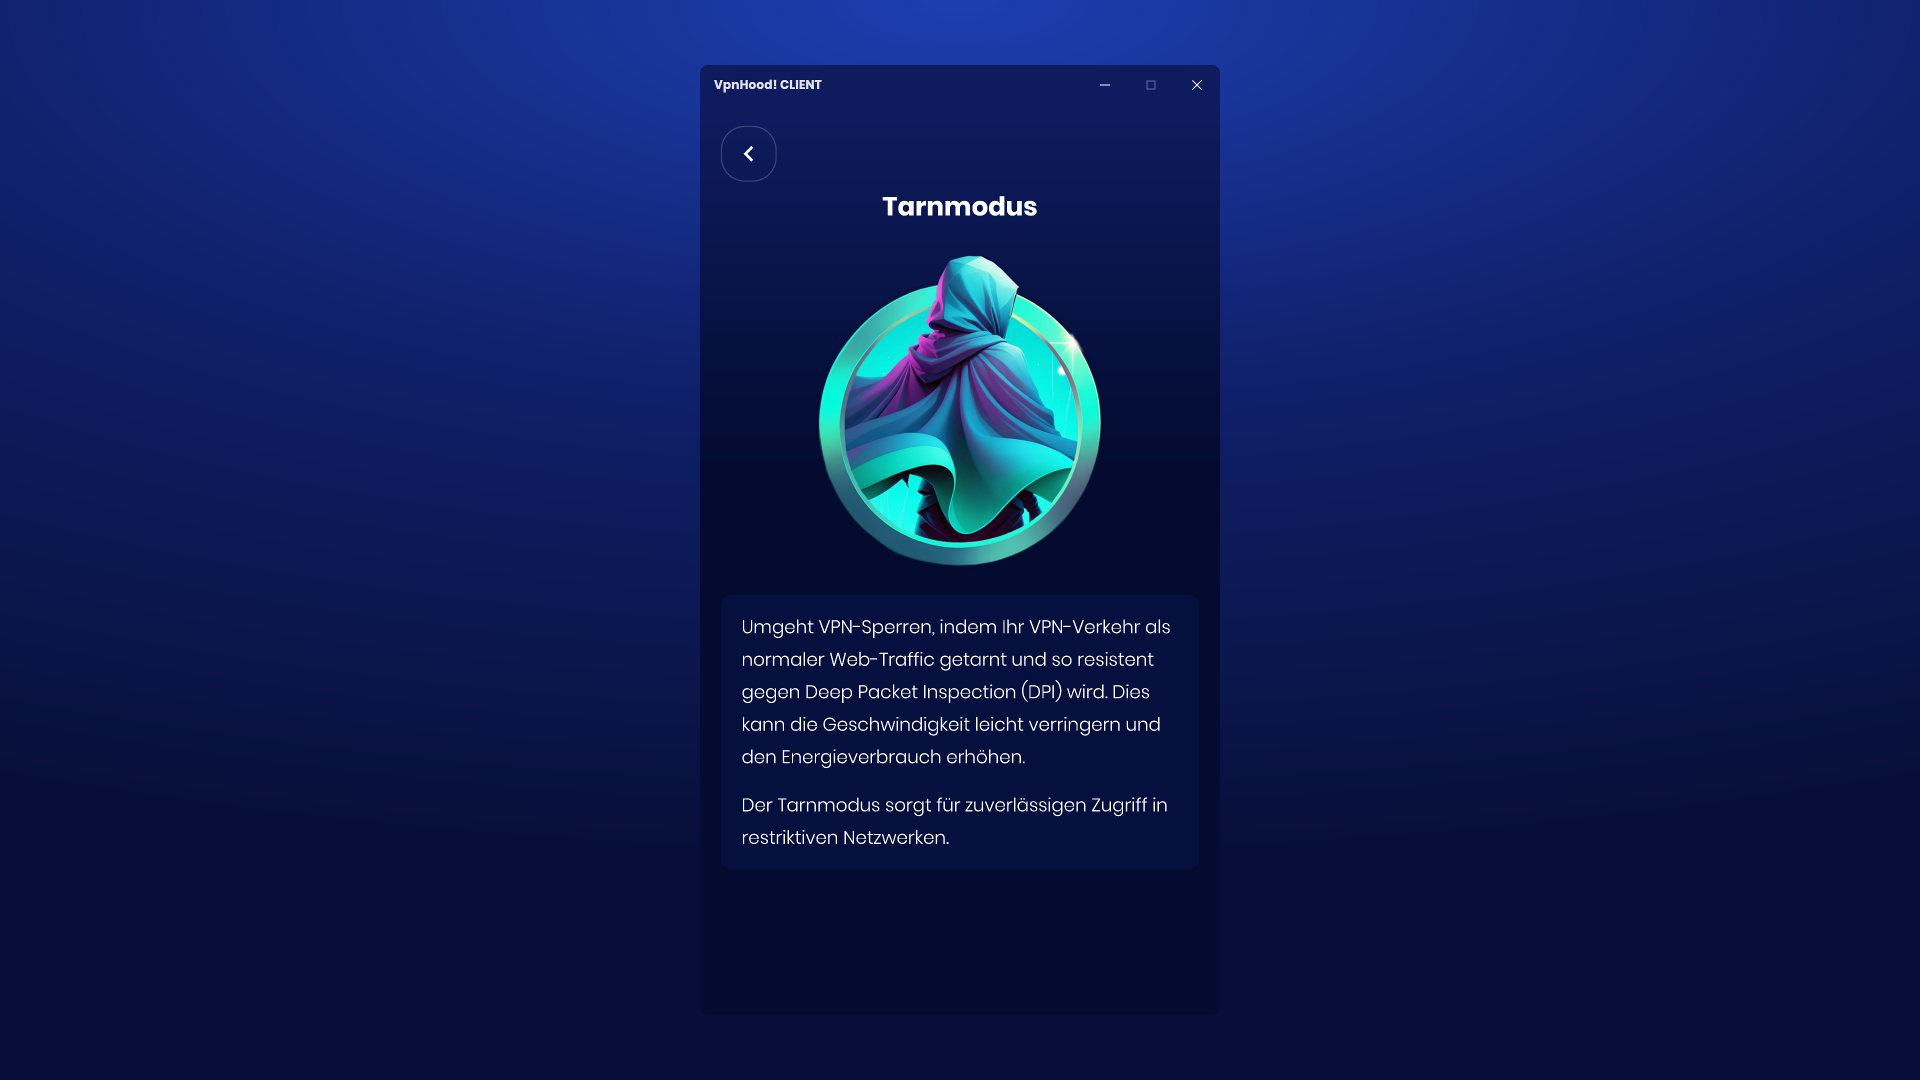 VpnHood! CLIENT
Tarnmodus
Umgeht VPN-Sperren, indem Ihr VPN-Verkehr als
normaler Web-Traffic getarnt und so resistent
gegen Deep Packet Inspection (DPI) wird. Dies
kann die Geschwindigkeit leicht verringern und
den Energieverbrauch erhöhen.
Der Tarnmodus sorgt für zuverlässigen Zugriff in
restriktiven Netzwerken.